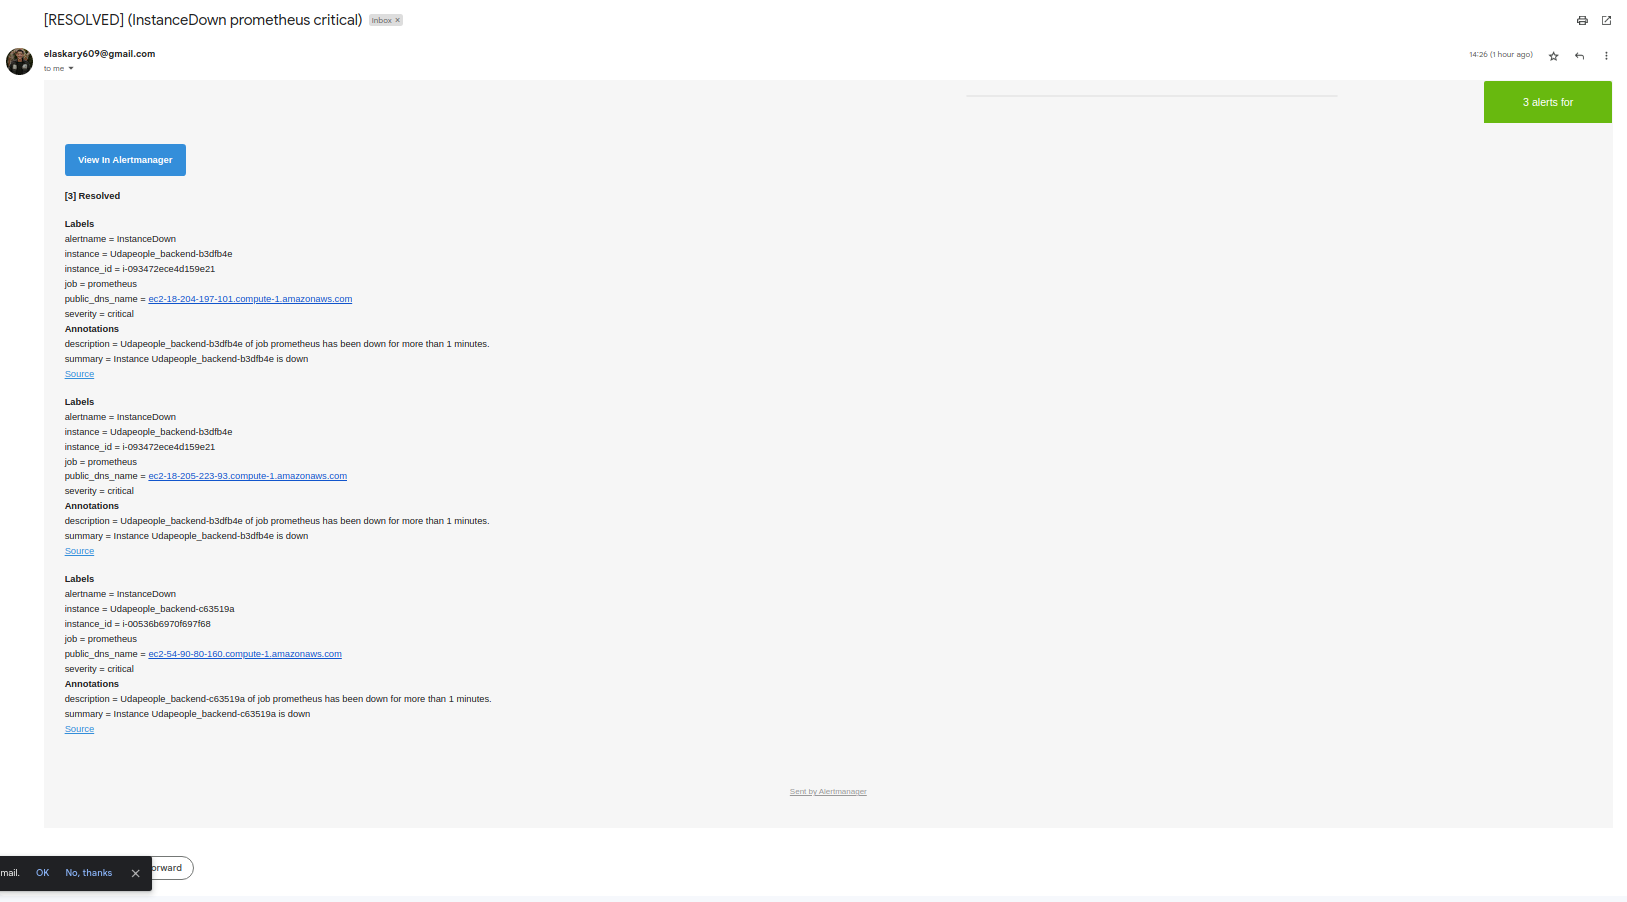 [RESOLVED] (InstanceDown prometheus critical) Inbox ×
elaskary609@gmail.com
14:26 (1 hour ago)
to me
3 alerts for
View In Alertmanager
[3] Resolved
Labels
alertname = InstanceDown
instance = Udapeople_backend-b3dfb4e
instance_id = i-093472ece4d159e21
job = prometheus
public_dns_name = ec2-18-204-197-101.compute-1.amazonaws.com
severity = critical
Annotations
description = Udapeople_backend-b3dfb4e of job prometheus has been down for more than 1 minutes.
summary = Instance Udapeople_backend-b3dfb4e is down
Source
Labels
alertname = InstanceDown
instance = Udapeople_backend-b3dfb4e
instance_id = i-093472ece4d159e21
job = prometheus
public_dns_name = ec2-18-205-223-93.compute-1.amazonaws.com
severity = critical
Annotations
description = Udapeople_backend-b3dfb4e of job prometheus has been down for more than 1 minutes.
summary = Instance Udapeople_backend-b3dfb4e is down
Source
Labels
alertname = InstanceDown
instance = Udapeople_backend-c63519a
instance_id = i-00536b6970f697f68
job = prometheus
public_dns_name = ec2-54-90-80-160.compute-1.amazonaws.com
severity = critical
Annotations
description = Udapeople_backend-c63519a of job prometheus has been down for more than 1 minutes.
summary = Instance Udapeople_backend-c63519a is down
Source
Sent by Alertmanager
orward
mail. OK No, thanks